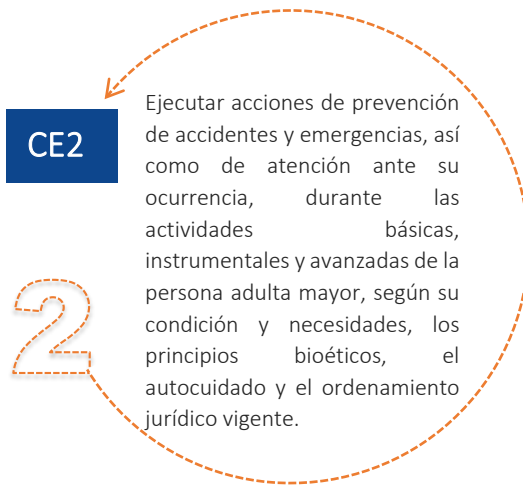 CE2
Ejecutar acciones de prevención
de accidentes y emergencias, así
como de atención ante su
ocurrencia, durante las
actividades básicas,
instrumentales y avanzadas de la
persona adulta mayor, según su
condición y necesidades, los
principios bioéticos, el
autocuidado y el ordenamiento
jurídico vigente.
2